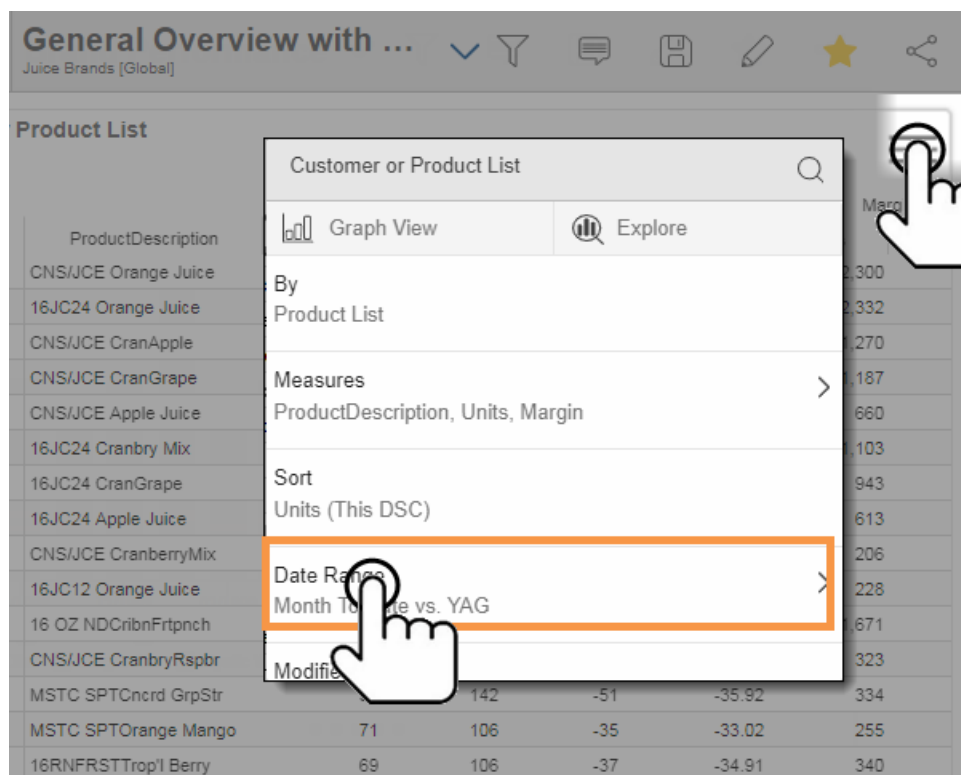 General Overview with ...
Juice Brands [Global]
Product List
Customer or Product List
Graph View Explore
By
Product List
Measures
ProductDescription, Units, Margin
Sort
Units (This DSC)
Date Range
Month To vs. YAG
ProductDescription
CNS/JCE Orange Juice
16JC24 Orange Juice
CNS/JCE CranApple
CNS/JCE CranGrape ,187
CNS/JCE Apple Juice 660
16JC24 Cranbry Mix ,103
16JC24 CranGrape 943
16JC24 Apple Juice 613
CNS/JCE CranberryMix 206
16JC12 Orange Juice 228
16 OZ NDCribnFrtpnch ,671
CNS/JCE CranbryRspbr 323
MSTC SPTCncrd GrpStr 142 -51 -35.92 334
MSTC SPTOrange Mango 71 106 -35 -33.02 255
16RNFRSTTrop'l Berry 69 106 -37 -34.91 340